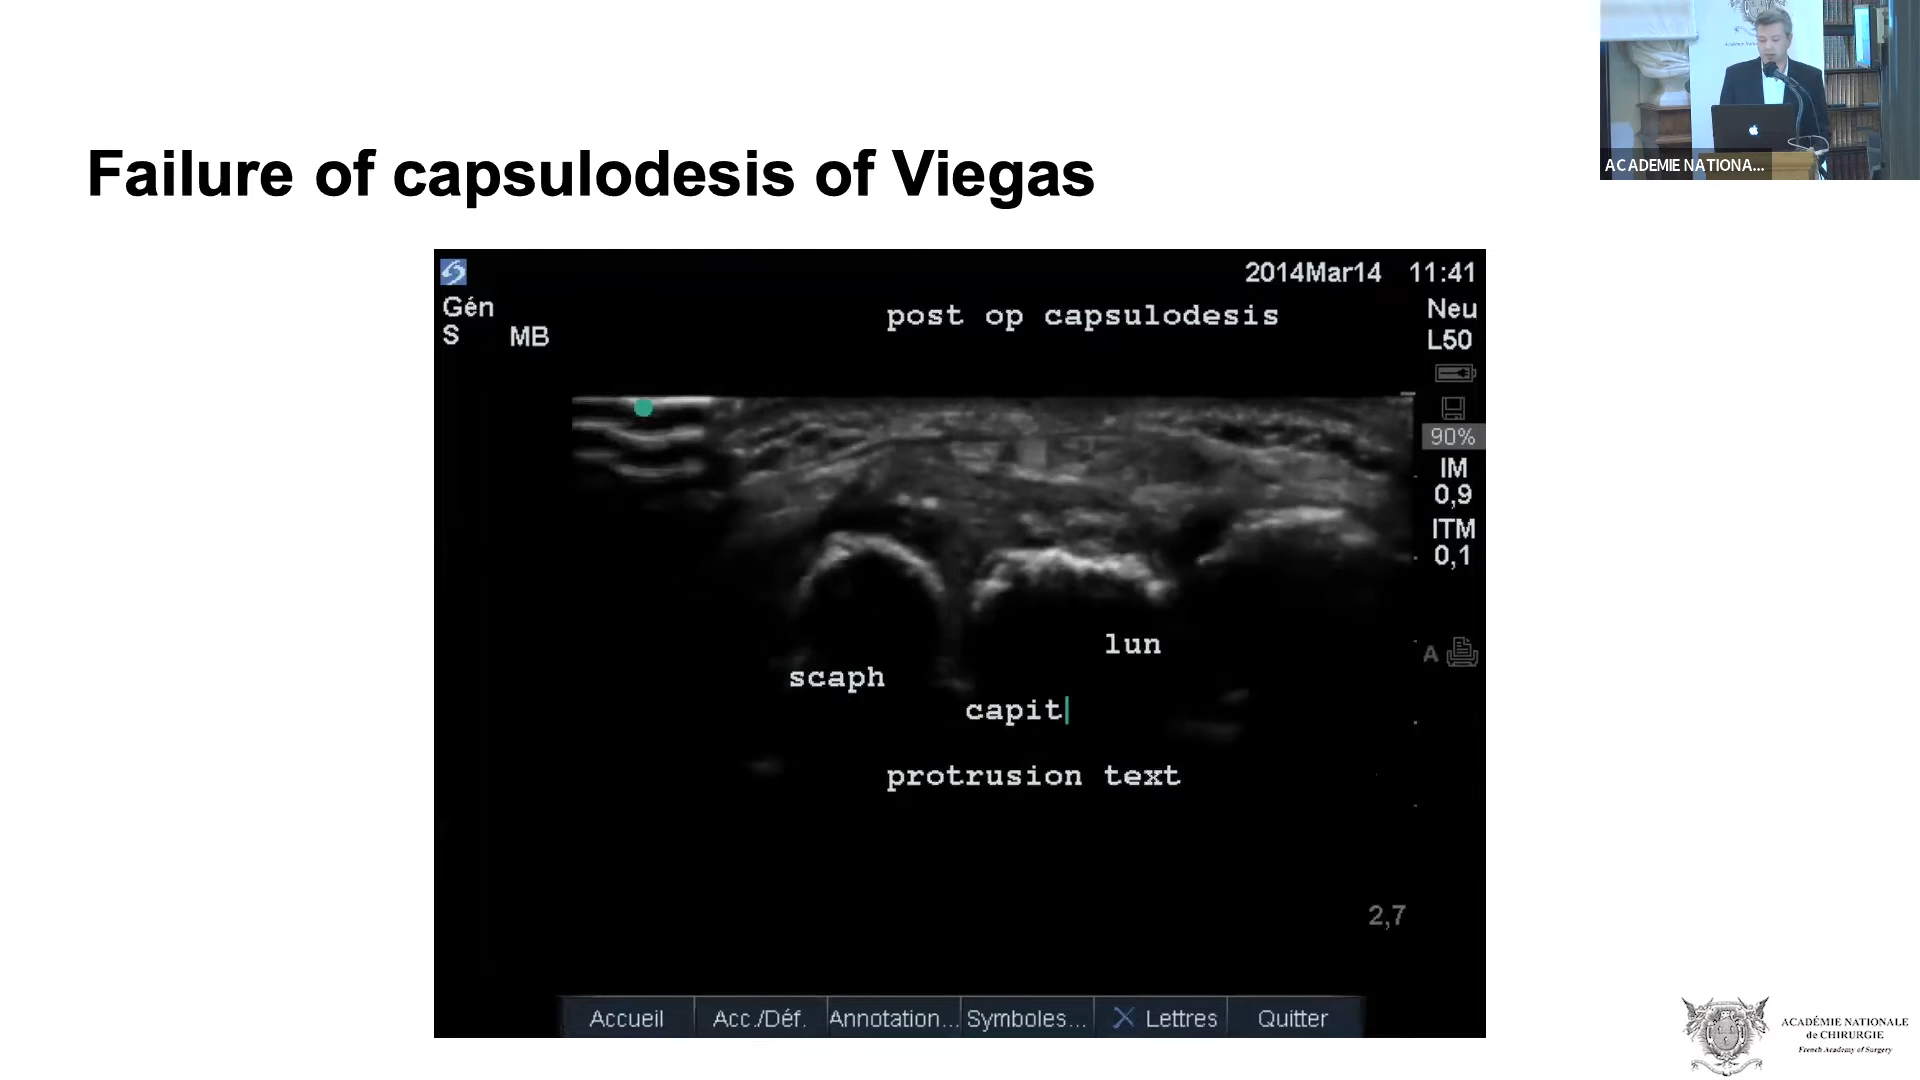 ACADEMIE NATIONA...
Failure of capsulodesis of Viegas
2014Mar14 11:41
Gén
S MB
post op capsulodesis
Neu
L50
90%
IM
0,9
ITM
0,1
lun
A
scaph
capit
protrusion text
2,7
Accueil Acc./Déf. Annotation... Symboles... X Lettres Quitter
ACADÉMIE NATIONALE
de CHIRURGIE
French Academy of Surgery